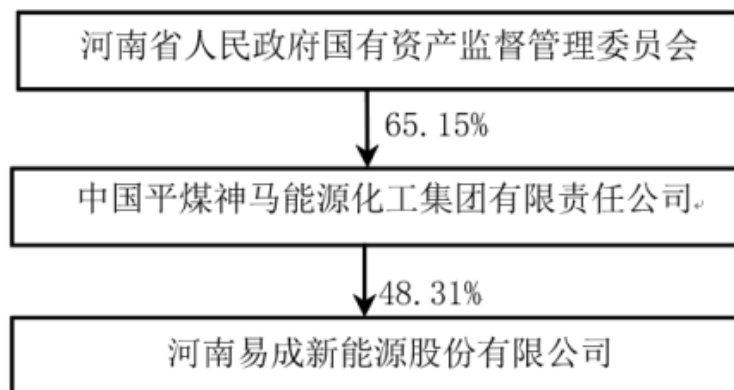 河南省人民政府国有资产监督管理委员会
65.15%
中国平煤神马能源化工集团有限责任公司
48.31%
河南易成新能源股份有限公司